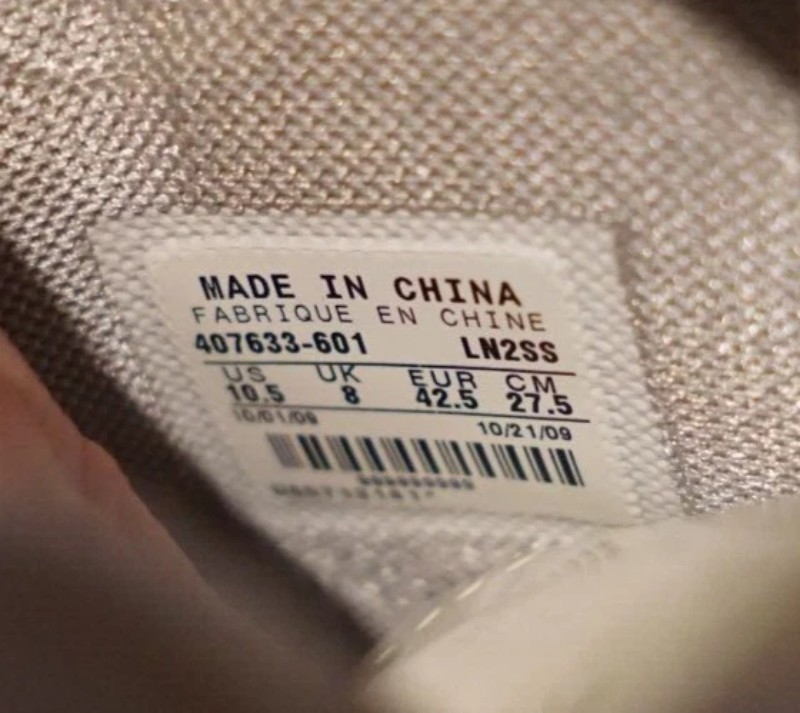 MADE IN CHINA
FABRIQUE EN CHINE
407633-601 LN2SS
US UK EUR CM
10.5 8 42.5 27.5
10/01/09 10/21/09